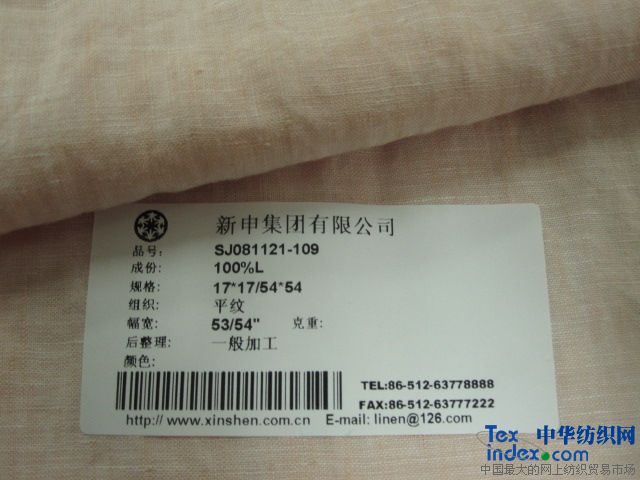 新申集团有限公司
品号: SJ081121-109
成份: 100%L
规格: 17*17/54*54
组织: 平纹
幅宽: 53/54" 克重:
后整理: 一般加工
颜色:
TEL:86-512-63778888
FAX:86-512-63777222
http://www.xinshen.com.cn E-mail: linen@126.com
Tex 中华纺织网
index.com
中国最大的网上纺织贸易市场